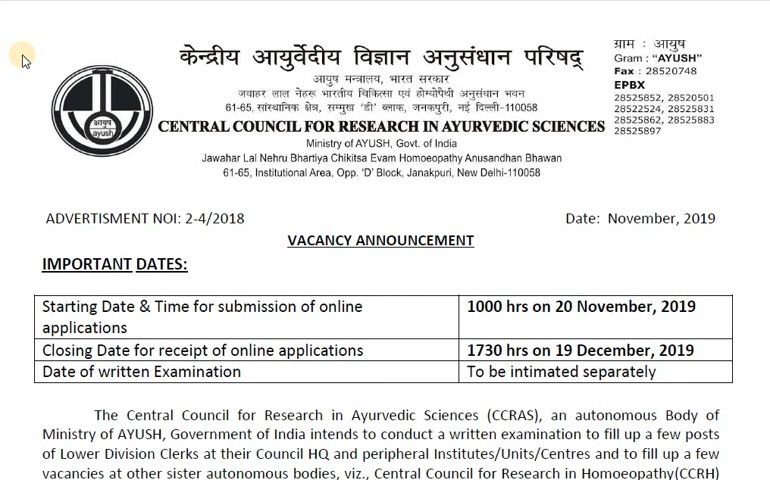 केन्द्रीय आयुर्वेदीय विज्ञान अनुसंधान परिषद्
आयुष मन्त्रालय, भारत सरकार
जवाहर लाल नेहरू भारतीय चिकित्सा एवं होम्योपैथी अनुसंधान भवन
61-65, सांस्थानिक क्षेत्र, सम्मुख 'डी' ब्लाक, जनकपुरी, नई दिल्ली-110058
CENTRAL COUNCIL FOR RESEARCH IN AYURVEDIC SCIENCES
Ministry of AYUSH, Govt. of India
Jawahar Lal Nehru Bhartiya Chikitsa Evam Homoeopathy Anusandhan Bhawan
61-65, Institutional Area, Opp. 'D' Block, Janakpuri, New Delhi-110058
ग्राम : आयुष
Gram : "AYUSH"
Fax : 28520748
EPBX
28525852, 28520501
28522524, 28525831
28525862, 28525883
28525897
आयुष
ayush
ADVERTISMENT NOI: 2-4/2018 Date: November, 2019
VACANCY ANNOUNCEMENT
IMPORTANT DATES:
Starting Date & Time for submission of online 1000 hrs on 20 November, 2019
applications
Closing Date for receipt of online applications 1730 hrs on 19 December, 2019
Date of written Examination To be intimated separately
The Central Council for Research in Ayurvedic Sciences (CCRAS), an autonomous Body of
Ministry of AYUSH, Government of India intends to conduct a written examination to fill up a few posts
of Lower Division Clerks at their Council HQ and peripheral Institutes/Units/Centres and to fill up a few
vacancies at other sister autonomous bodies, viz., Central Council for Research in Homoeopathy(CCRH)